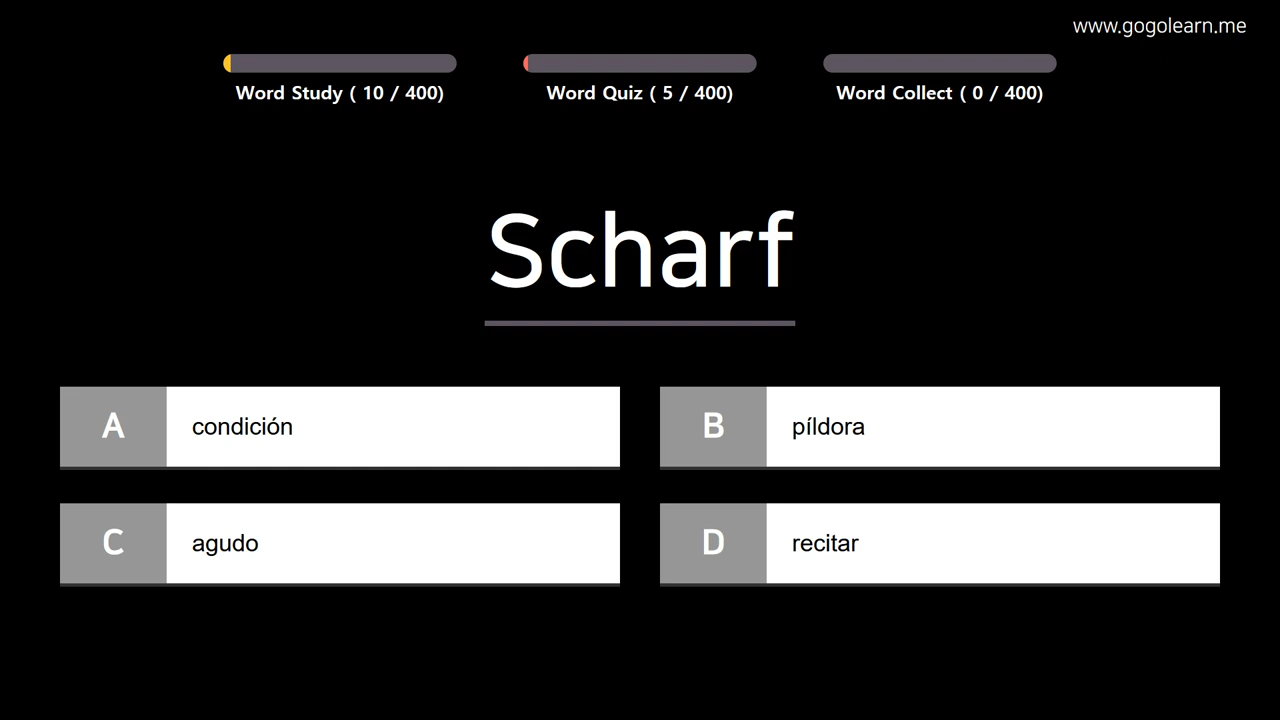 www.gogolearn.me
Word Study ( 10 / 400)
Word Quiz ( 5 / 400)
Word Collect ( 0 / 400)
Scharf
A condición
B píldora
C agudo
D recitar